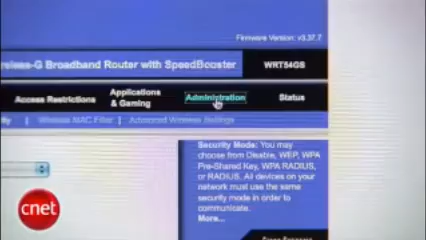 Firmware Version: v3.37.7
Broadband Router with SpeedBooster
WRT54GS
Access Restrictions
Applications
& Gaming
Administration
Status
Wireless MAC Filter | Advanced Wireless Settings
Security Mode: You may
choose from Disable, WEP, WPA
Pre-Shared Key, WPA RADIUS,
or RADIUS. All devices on your
network must use the same
security mode in order to
communicate.
More...
cnet